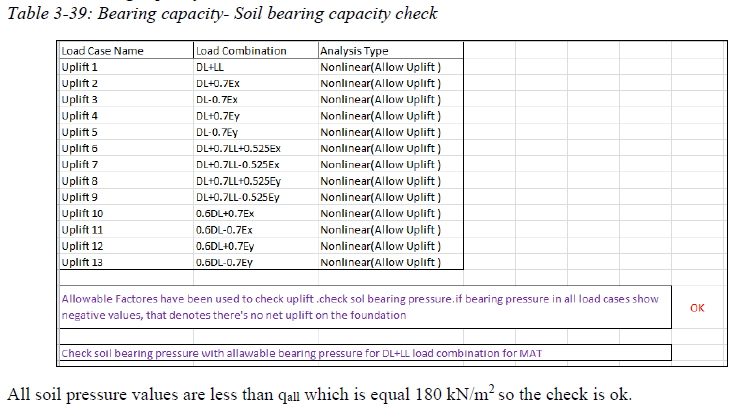 Table 3-39: Bearing capacity- Soil bearing capacity check
Load Case Name Load Combination Analysis Type
Uplift 1 DL+LL Nonlinear(Allow Uplift )
Uplift 2 DL+0.7Ex Nonlinear(Allow Uplift )
Uplift 3 DL-0.7Ex Nonlinear(Allow Uplift )
Uplift 4 DL+0.7Ey Nonlinear(Allow Uplift )
Uplift 5 DL-0.7Ey Nonlinear(Allow Uplift )
Uplift 6 DL+0.7LL+0.525Ex Nonlinear(Allow Uplift )
Uplift 7 DL+0.7LL-0.525Ex Nonlinear(Allow Uplift )
Uplift 8 DL+0.7LL+0.525Ey Nonlinear(Allow Uplift )
Uplift 9 DL+0.7LL-0.525Ey Nonlinear(Allow Uplift )
Uplift 10 0.6DL+0.7Ex Nonlinear(Allow Uplift )
Uplift 11 0.6DL-0.7Ex Nonlinear(Allow Uplift )
Uplift 12 0.6DL+0.7Ey Nonlinear(Allow Uplift )
Uplift 13 0.6DL-0.7Ey Nonlinear(Allow Uplift )
Allowable Factores have been used to check uplift .check sol bearing pressure.if bearing pressure in all load cases show
negative values, that denotes there's no net uplift on the foundation
OK
Check soil bearing pressure with allawable bearing pressure for DL+LL load combination for MAT
All soil pressure values are less than qall which is equal 180 kN/m² so the check is ok.